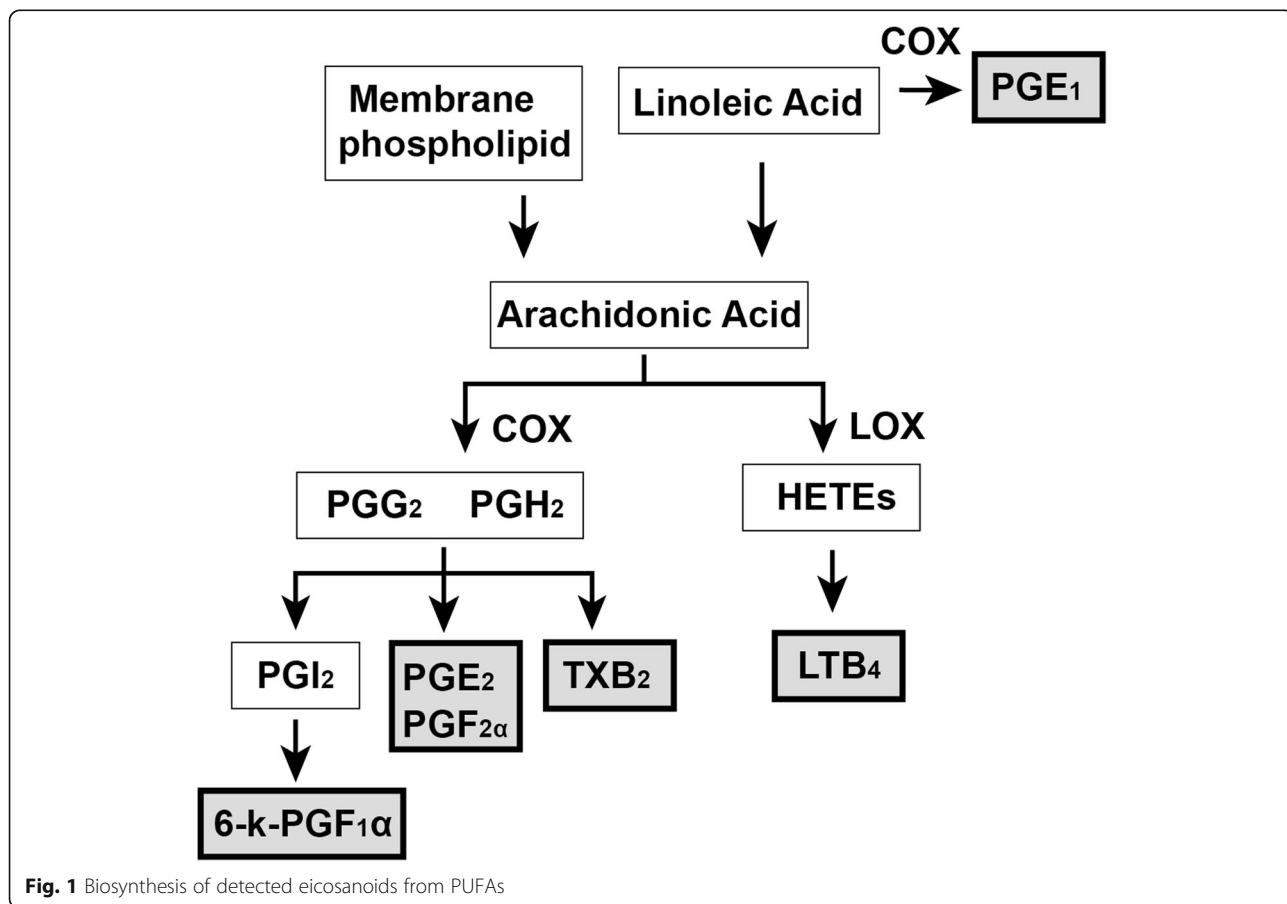 COX
Membrane
phospholipid
Linoleic Acid
PGE₁
Arachidonic Acid
COX
LOX
PGG₂ PGH₂
HETEs
PGI₂
PGE₂
PGF₂α
TXB₂
LTB₄
6-k-PGF₁α
Fig. 1 Biosynthesis of detected eicosanoids from PUFAs